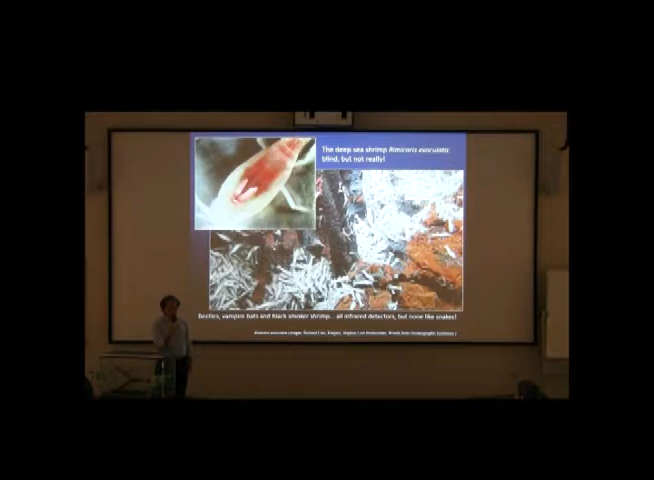 The deep sea shrimp Rimicaris exoculata:
blind, but not really!
Beetles, vampire bats and black smoker shrimp... all infrared detectors, but none like snakes!